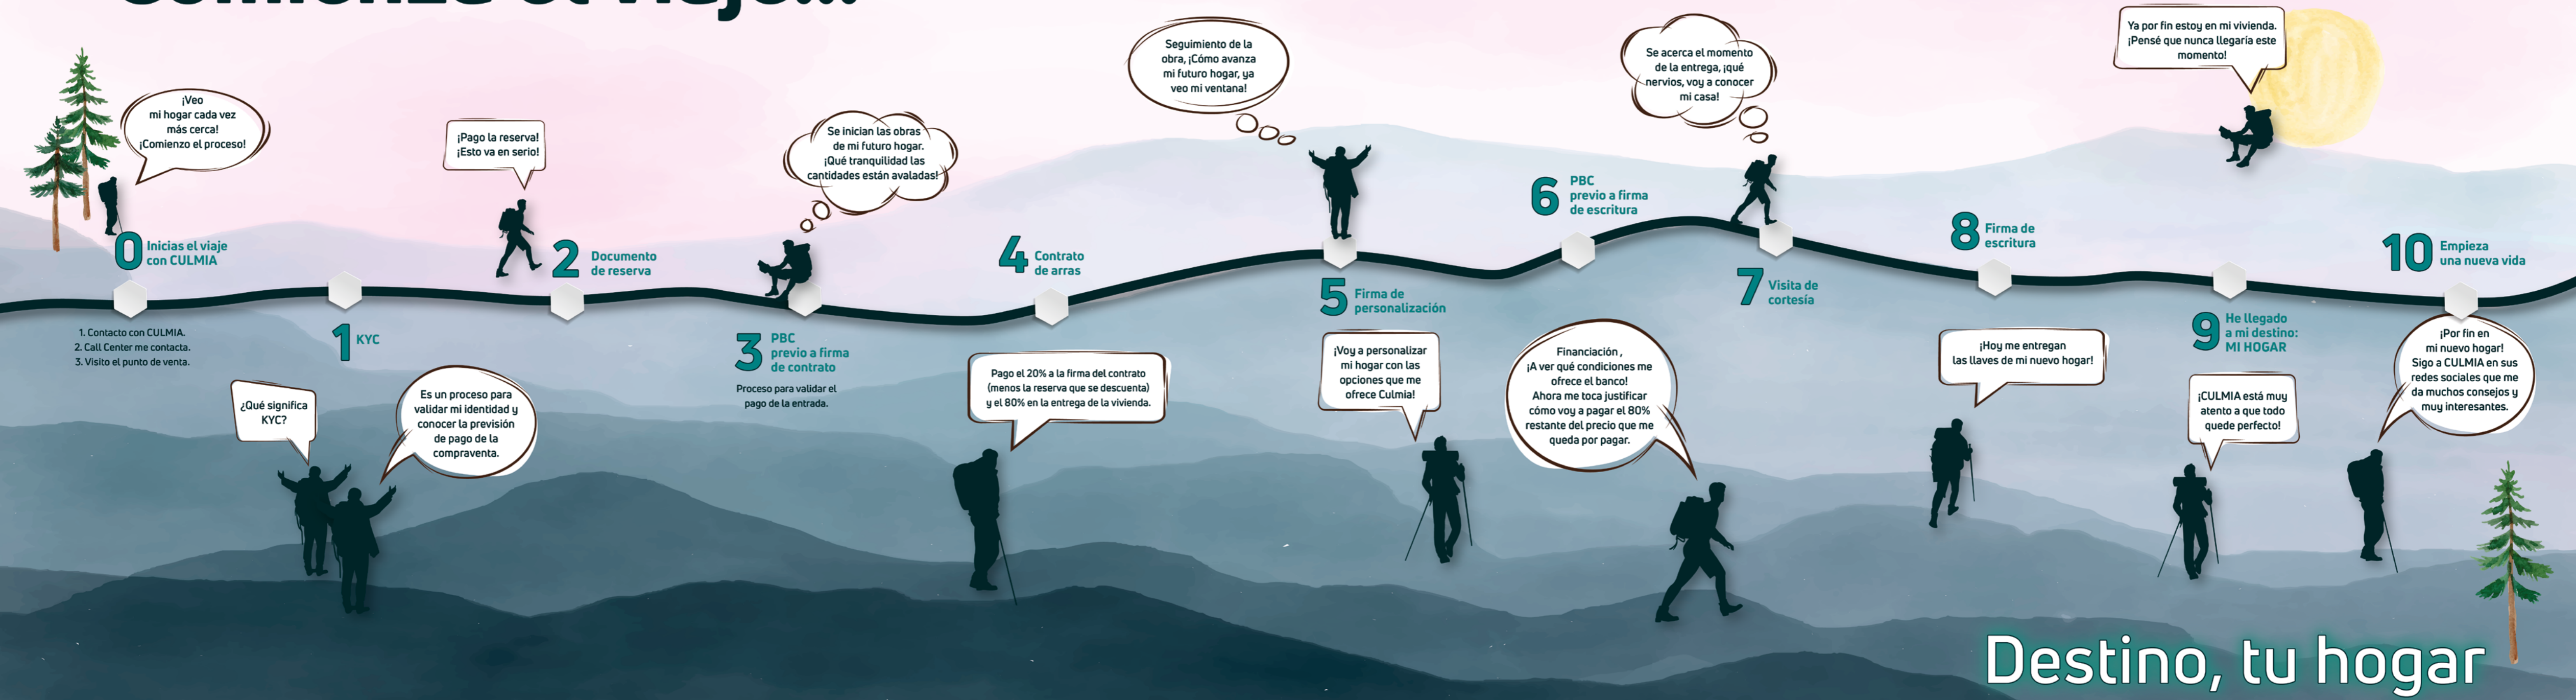 Comienza el viaje...
¡Veo
mi hogar cada vez
más cerca!
¡Comienzo el proceso!
0
Inicias el viaje
con CULMIA
1. Contacto con CULMIA.
2. Call Center me contacta.
3. Visito el punto de venta.
1
KYC
¿Qué significa
KYC?
Es un proceso para
validar mi identidad y
conocer la previsión
de pago de la
compraventa.
¡Pago la reserva!
¡Esto va en serio!
2
Documento
de reserva
Se inician las obras
de mi futuro hogar.
¡Qué tranquilidad las
cantidades están avaladas!
3
PBC
previo a firma
de contrato
Proceso para validar el
pago de la entrada.
4
Contrato
de arras
Pago el 20% a la firma del contrato
(menos la reserva que se descuenta)
y el 80% en la entrega de la vivienda.
Seguimiento de la
obra, ¡Cómo avanza
mi futuro hogar, ya
veo mi ventana!
5
Firma de
personalización
¡Voy a personalizar
mi hogar con las
opciones que me
ofrece Culmia!
6
PBC
previo a firma
de escritura
Financiación ,
¡A ver qué condiciones me
ofrece el banco!
Ahora me toca justificar
cómo voy a pagar el 80%
restante del precio que me
queda por pagar.
Se acerca el momento
de la entrega, ¡qué
nervios, voy a conocer
mi casa!
7
Visita de
cortesía
8
Firma de
escritura
¡Hoy me entregan
las llaves de mi nuevo hogar!
Ya por fin estoy en mi vivienda.
¡Pensé que nunca llegaría este
momento!
9
He llegado
a mi destino:
MI HOGAR
¡CULMIA está muy
atento a que todo
quede perfecto!
10
Empieza
una nueva vida
¡Por fin en
mi nuevo hogar!
Sigo a CULMIA en sus
redes sociales que me
da muchos consejos y
muy interesantes.
Destino, tu hogar